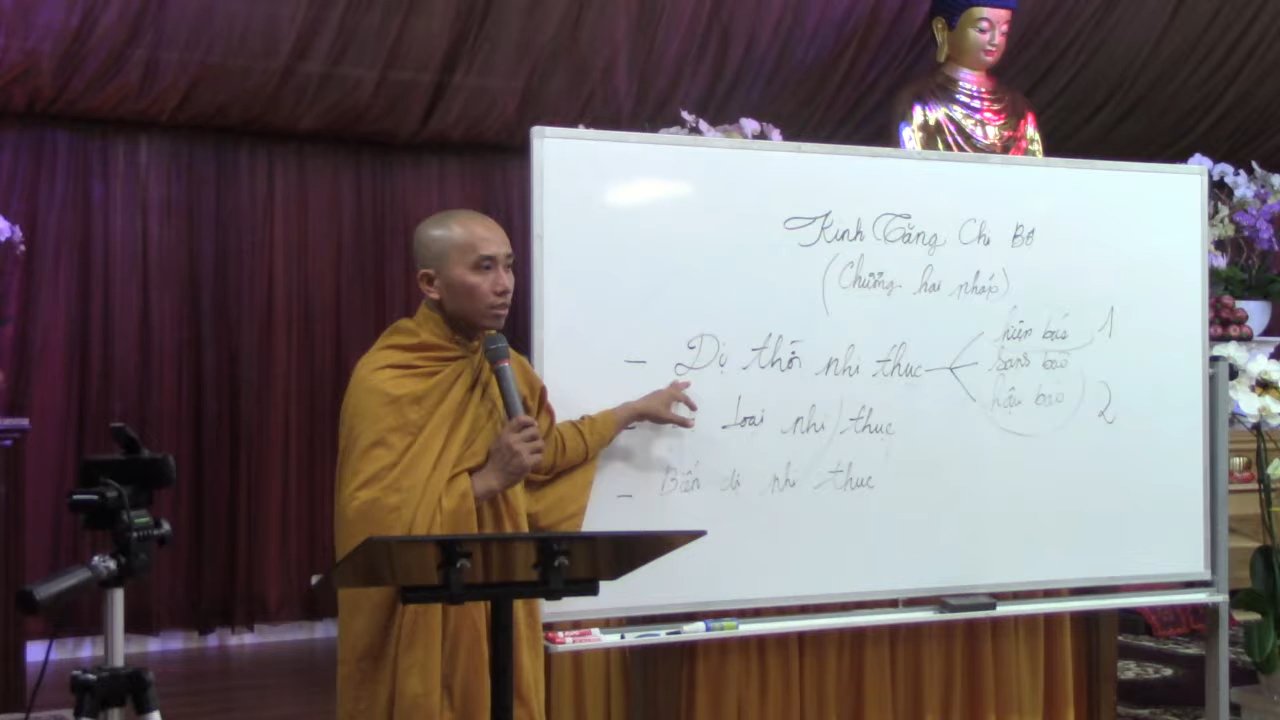 Kinh Tăng Chi Bộ
(Chương hai pháp)
- Dị thời nhi thục
hiện báo 1
sanh báo
hậu báo 2
- loại nhi thục
- Biến dị nhi thục